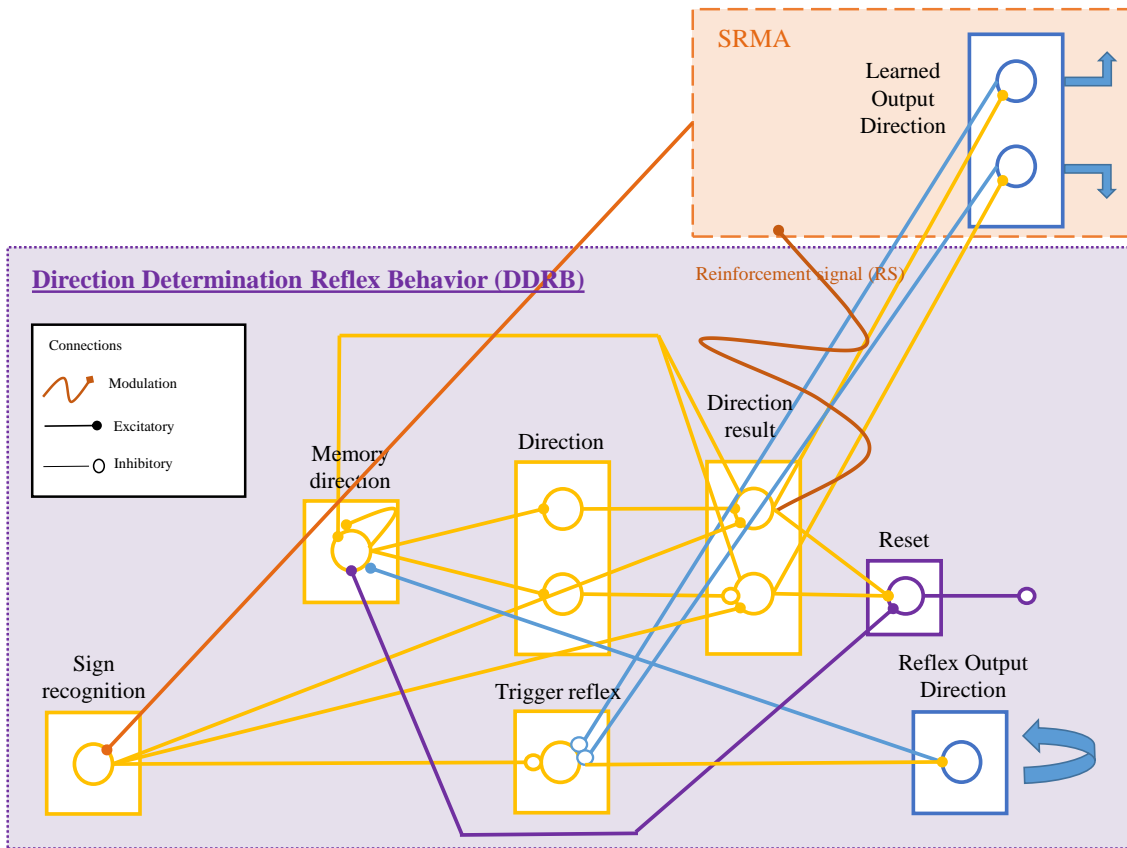 SRMA
Learned
Output
Direction
Reinforcement signal (RS)
Direction Determination Reflex Behavior (DDRB)
Connections
Modulation
Excitatory
Inhibitory
Memory
direction
Direction
Direction
result
Reset
Sign
recognition
Trigger reflex
Reflex Output
Direction